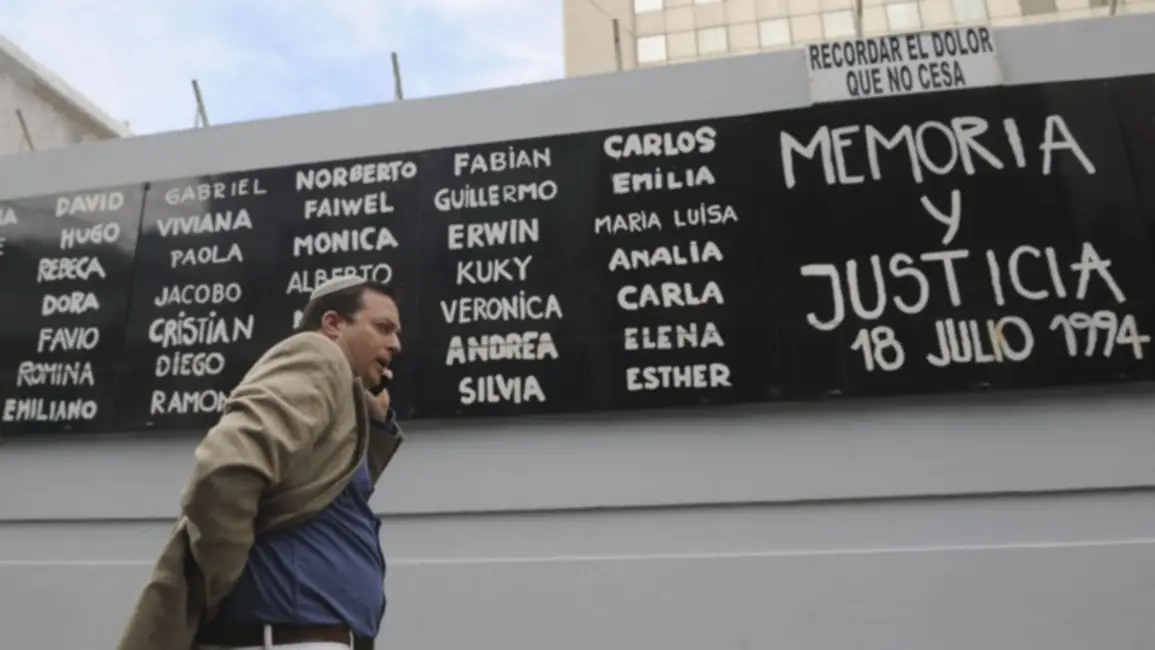 DAVID
HUGO
REBECA
DORA
FAVIO
ROMINA
EMILIANO
GABRIEL
VIVIANA
PAOLA
JACOBO
CRISTIAN
DIEGO
RAMON
NORBERTO
FAIWEL
MONICA
ALBERTO
FABIAN
GUILLERMO
ERWIN
KUKY
VERONICA
ANDREA
SILVIA
CARLOS
EMILIA
MARIA LUISA
ANALIA
CARLA
ELENA
ESTHER
RECORDAR EL DOLOR
QUE NO CESA
MEMORIA
Y
JUSTICIA
18 JULIO 1994